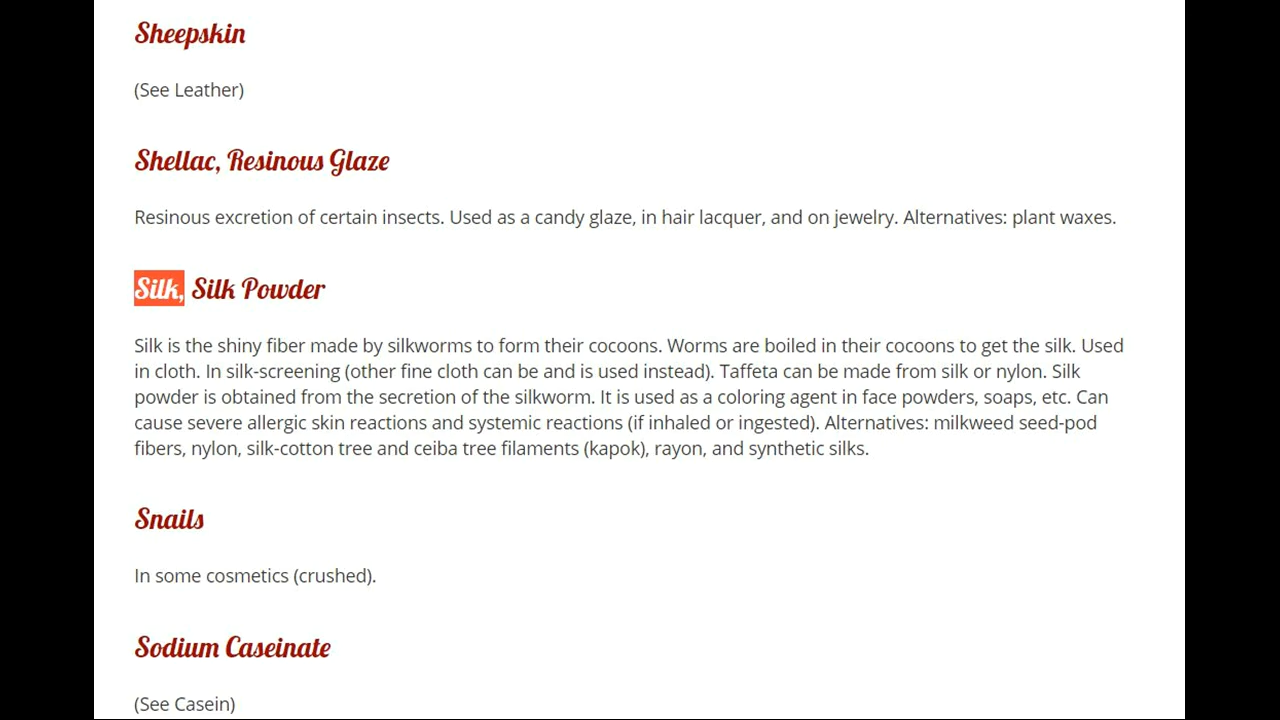 Sheepskin
(See Leather)
Shellac, Resinous Glaze
Resinous excretion of certain insects. Used as a candy glaze, in hair lacquer, and on jewelry. Alternatives: plant waxes.
Silk, Silk Powder
Silk is the shiny fiber made by silkworms to form their cocoons. Worms are boiled in their cocoons to get the silk. Used
in cloth. In silk-screening (other fine cloth can be and is used instead). Taffeta can be made from silk or nylon. Silk
powder is obtained from the secretion of the silkworm. It is used as a coloring agent in face powders, soaps, etc. Can
cause severe allergic skin reactions and systemic reactions (if inhaled or ingested). Alternatives: milkweed seed-pod
fibers, nylon, silk-cotton tree and ceiba tree filaments (kapok), rayon, and synthetic silks.
Snails
In some cosmetics (crushed).
Sodium Caseinate
(See Casein)